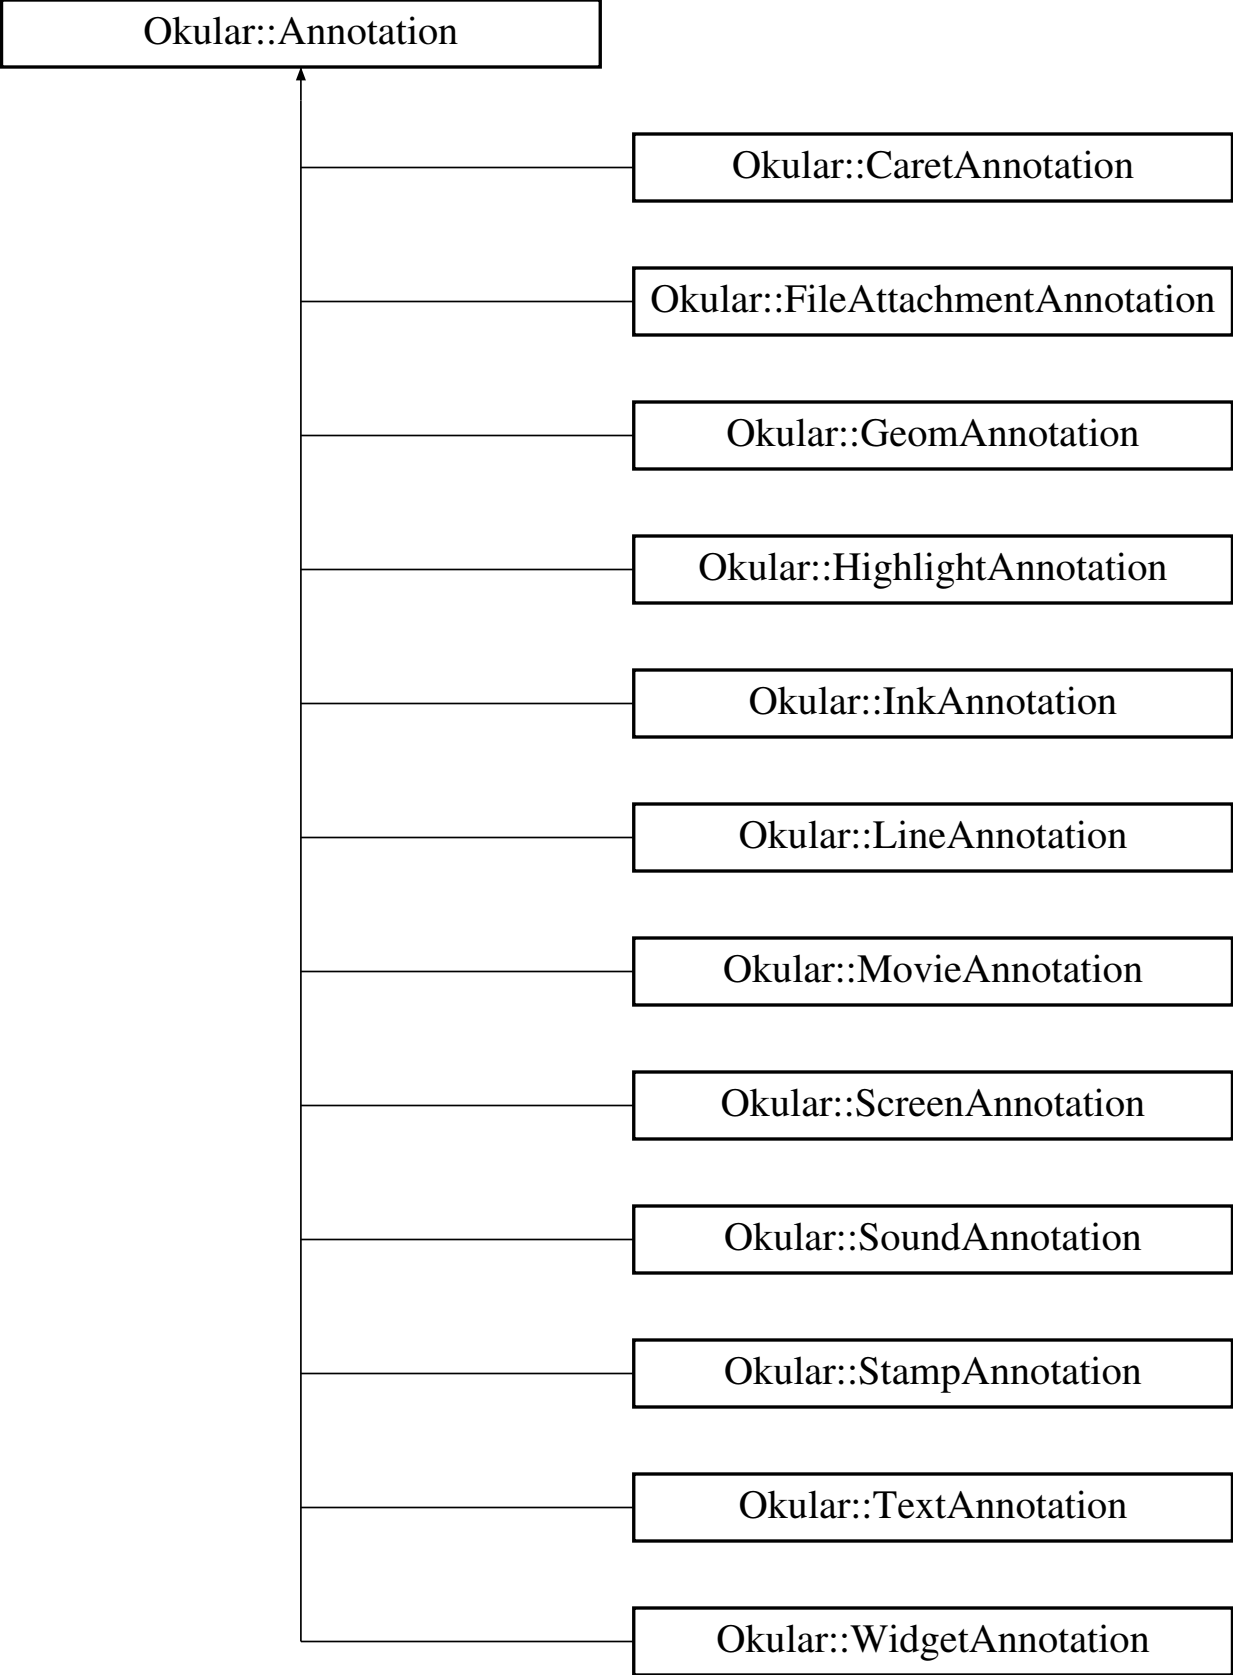 Okular::Annotation
Okular::CaretAnnotation
Okular::FileAttachmentAnnotation
Okular::GeomAnnotation
Okular::HighlightAnnotation
Okular::InkAnnotation
Okular::LineAnnotation
Okular::MovieAnnotation
Okular::ScreenAnnotation
Okular::SoundAnnotation
Okular::StampAnnotation
Okular::TextAnnotation
Okular::WidgetAnnotation